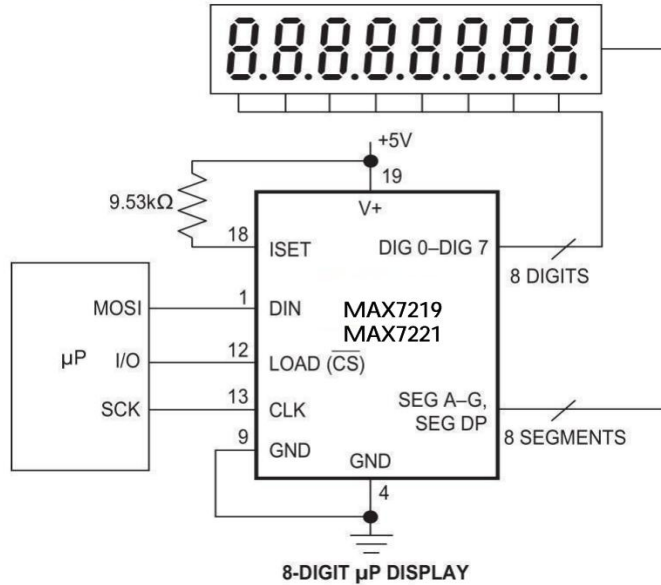 8.8.8.8.8.8.8.8.
+5V
19
9.53kΩ
V+
18
ISET
DIG 0–DIG 7
8 DIGITS
MOSI
1
DIN
MAX7219
MAX7221
µP
I/O
12
LOAD (CS)
SCK
13
CLK
SEG A–G,
SEG DP
8 SEGMENTS
9
GND
GND
4
8-DIGIT µP DISPLAY